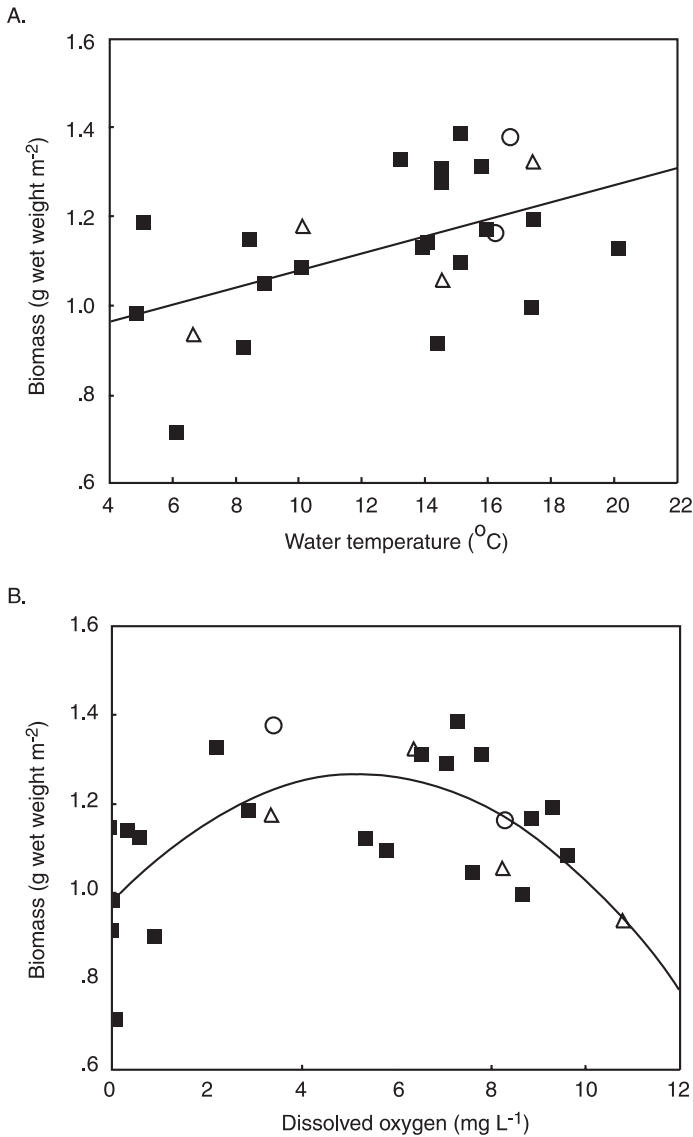 A.
1.6
1.4
1.2
1.0
.8
.6
Biomass (g wet weight m-2)
4 6 8 10 12 14 16 18 20 22
Water temperature (oC)
B.
1.6
1.4
1.2
1.0
.8
.6
Biomass (g wet weight m-2)
0 2 4 6 8 10 12
Dissolved oxygen (mg L-1)